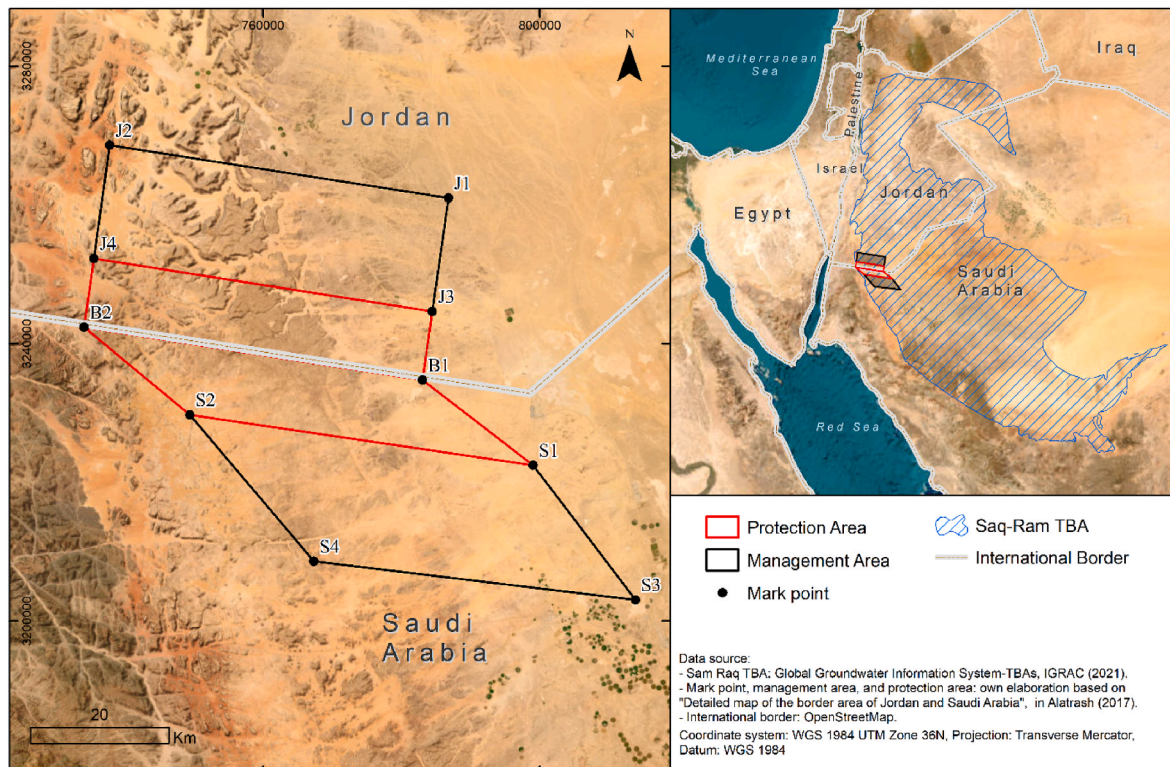 760000
800000
3280000
3240000
3200000
N
Jordan
J2
J1
J4
J3
B2
B1
S2
S1
S4
S3
Saudi
Arabia
20
Km
Mediterranean
Sea
Iraq
Palestine
Israel
Jordan
Egypt
Saudi
Arabia
Red Sea
Protection Area
Management Area
Mark point
Saq-Ram TBA
International Border
Data source:
- Sam Raq TBA: Global Groundwater Information System-TBAs, IGRAC (2021).
- Mark point, management area, and protection area: own elaboration based on
"Detailed map of the border area of Jordan and Saudi Arabia", in Alatrash (2017).
- International border: OpenStreetMap.
Coordinate system: WGS 1984 UTM Zone 36N, Projection: Transverse Mercator,
Datum: WGS 1984